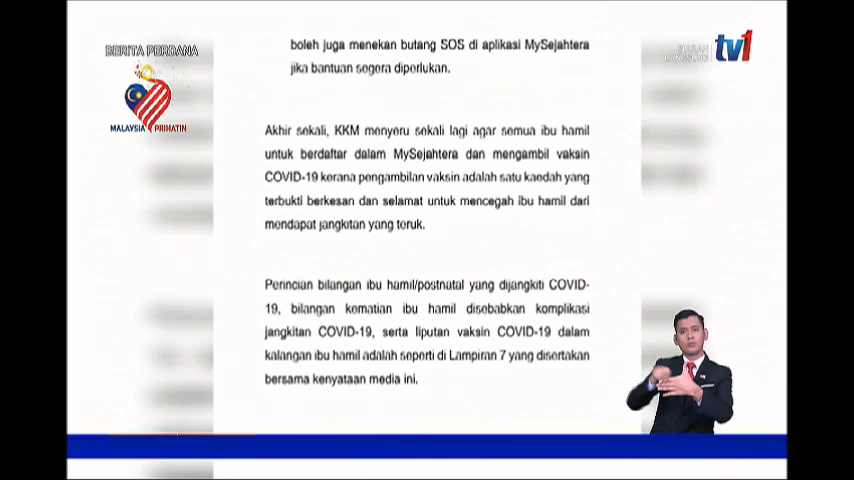 BERITA PERDANA
MALAYSIA PRIHATIN
SIARAN
LANGSUNG
tv1
boleh juga menekan butang SOS di aplikasi MySejahtera
jika bantuan segera diperlukan.
Akhir sekali, KKM menyeru sekali lagi agar semua ibu hamil
untuk berdaftar dalam MySejahtera dan mengambil vaksin
COVID-19 kerana pengambilan vaksin adalah satu kaedah yang
terbukti berkesan dan selamat untuk mencegah ibu hamil dari
mendapat jangkitan yang teruk.
Perincian bilangan ibu hamil/postnatal yang dijangkiti COVID-
19, bilangan kematian ibu hamil disebabkan komplikasi
jangkitan COVID-19, serta liputan vaksin COVID-19 dalam
kalangan ibu hamil adalah seperti di Lampiran 7 yang disertakan
bersama kenyataan media ini.